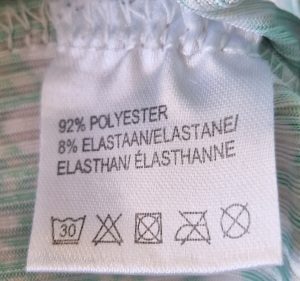 92% POLYESTER
8% ELASTAAN/ELASTANE/
ELASTHAN/ ÉLASTHANNE
30